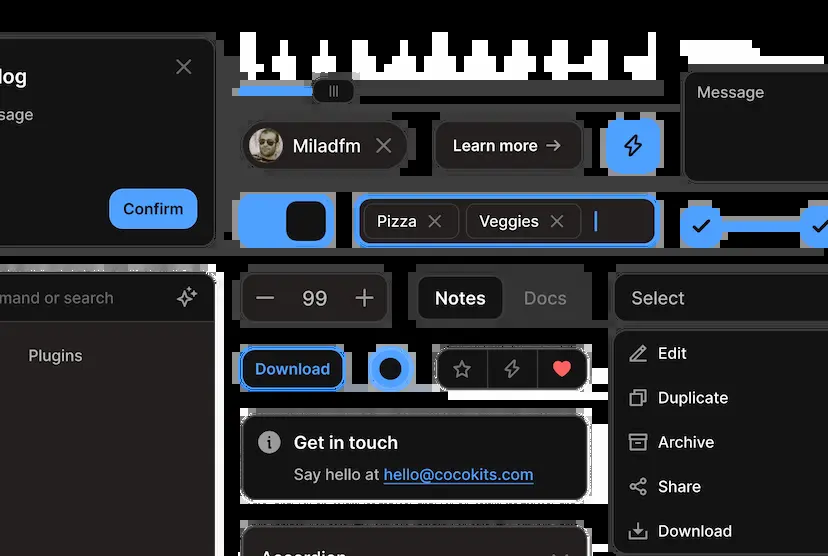 log
sage
Confirm
Message
Miladfm
Learn more →
Pizza
Veggies
mand or search
Plugins
99
Notes
Docs
Select
Download
Edit
Duplicate
Archive
Share
Download
Get in touch
Say hello at hello@cocokits.com
Accordion